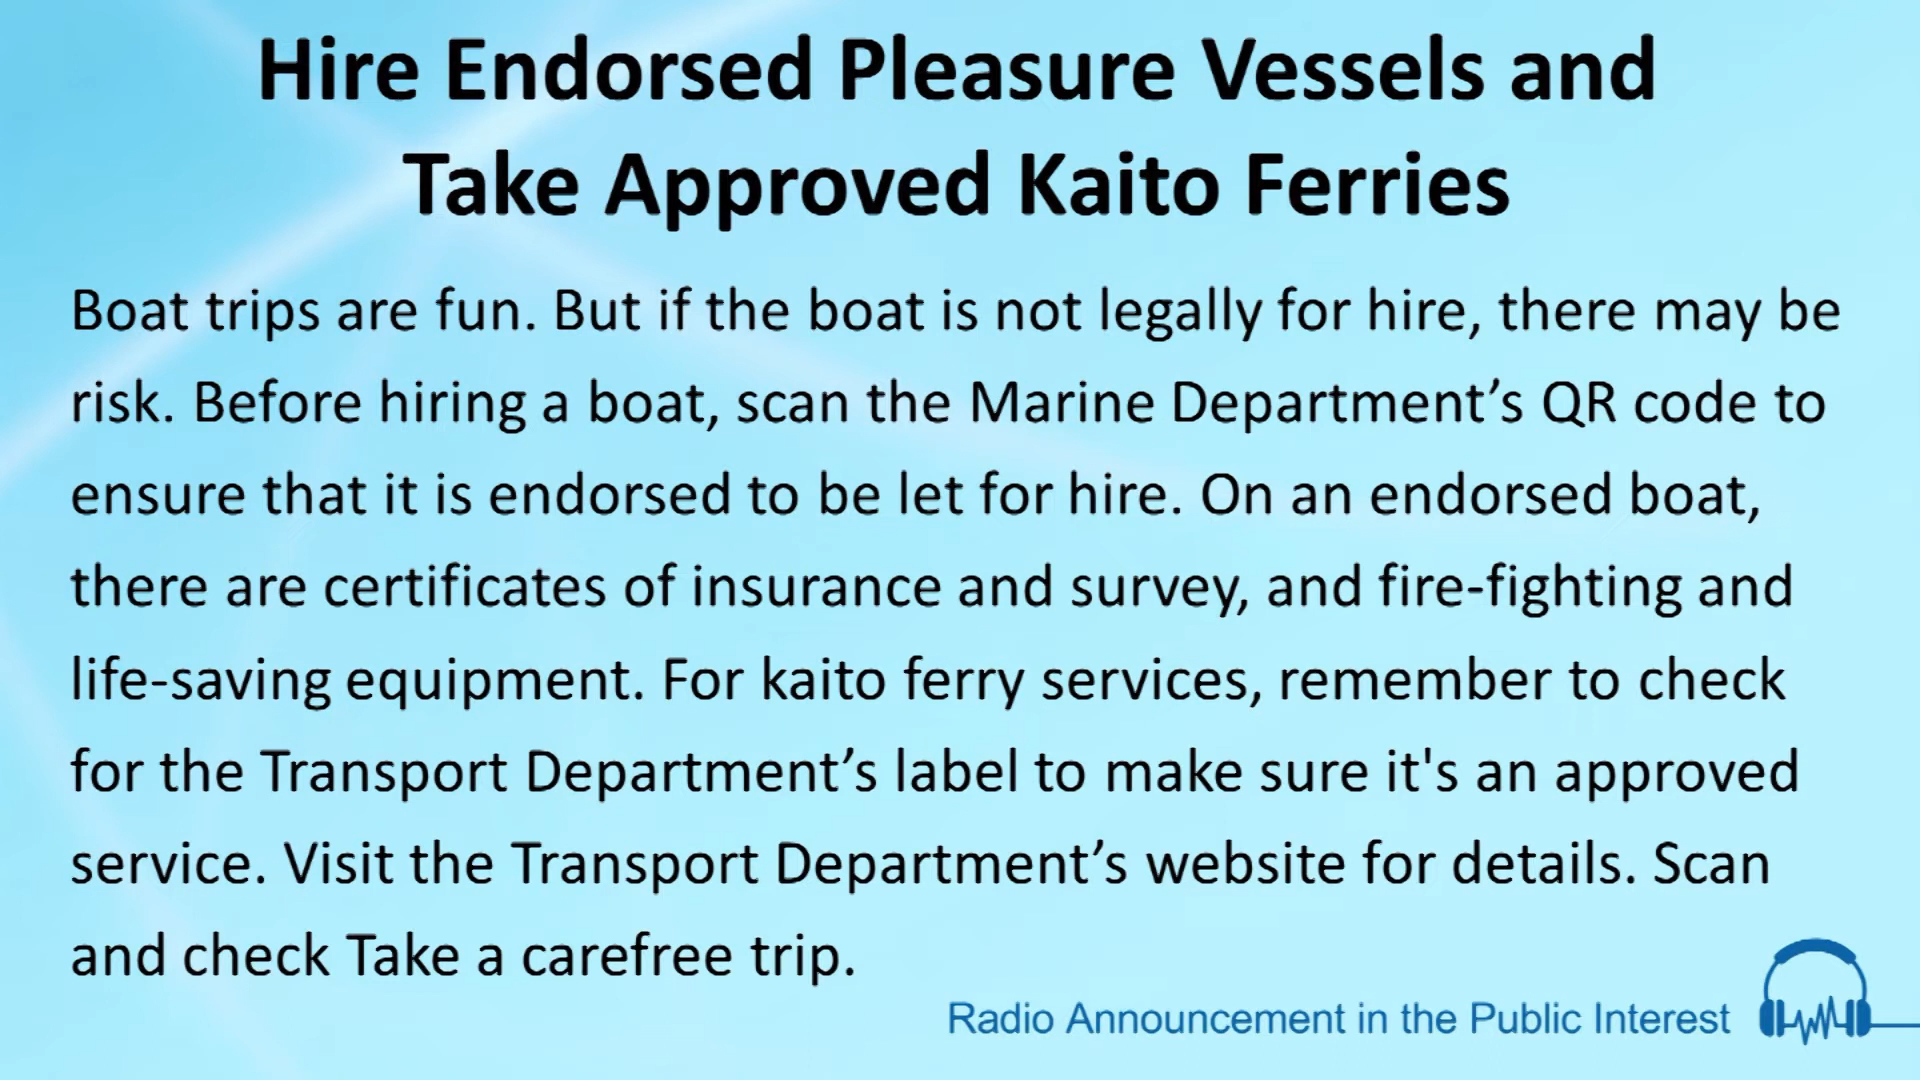 Hire Endorsed Pleasure Vessels and
Take Approved Kaito Ferries
Boat trips are fun. But if the boat is not legally for hire, there may be
risk. Before hiring a boat, scan the Marine Department’s QR code to
ensure that it is endorsed to be let for hire. On an endorsed boat,
there are certificates of insurance and survey, and fire-fighting and
life-saving equipment. For kaito ferry services, remember to check
for the Transport Department’s label to make sure it's an approved
service. Visit the Transport Department’s website for details. Scan
and check Take a carefree trip.
Radio Announcement in the Public Interest